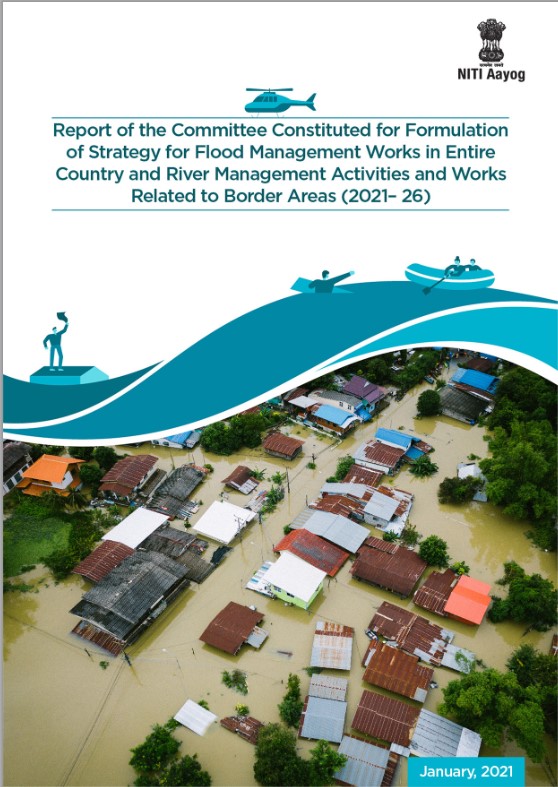 NITI Aayog
Report of the Committee Constituted for Formulation
of Strategy for Flood Management Works in Entire
Country and River Management Activities and Works
Related to Border Areas (2021– 26)
January, 2021